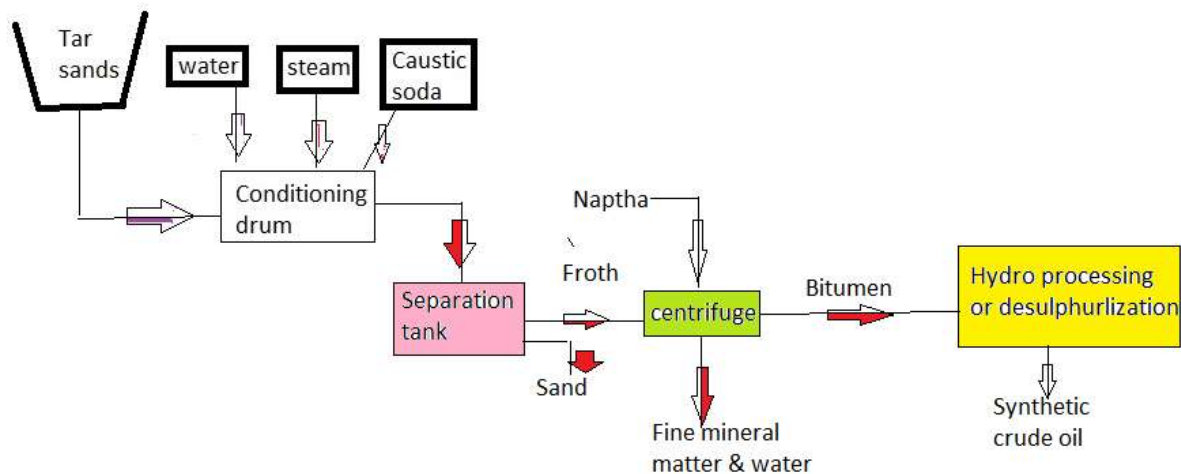 Tar
sands
water
steam
Caustic
soda
Conditioning
drum
Naptha
Froth
Separation
tank
Sand
centrifuge
Fine mineral
matter & water
Bitumen
Hydro processing
or desulphurlization
Synthetic
crude oil